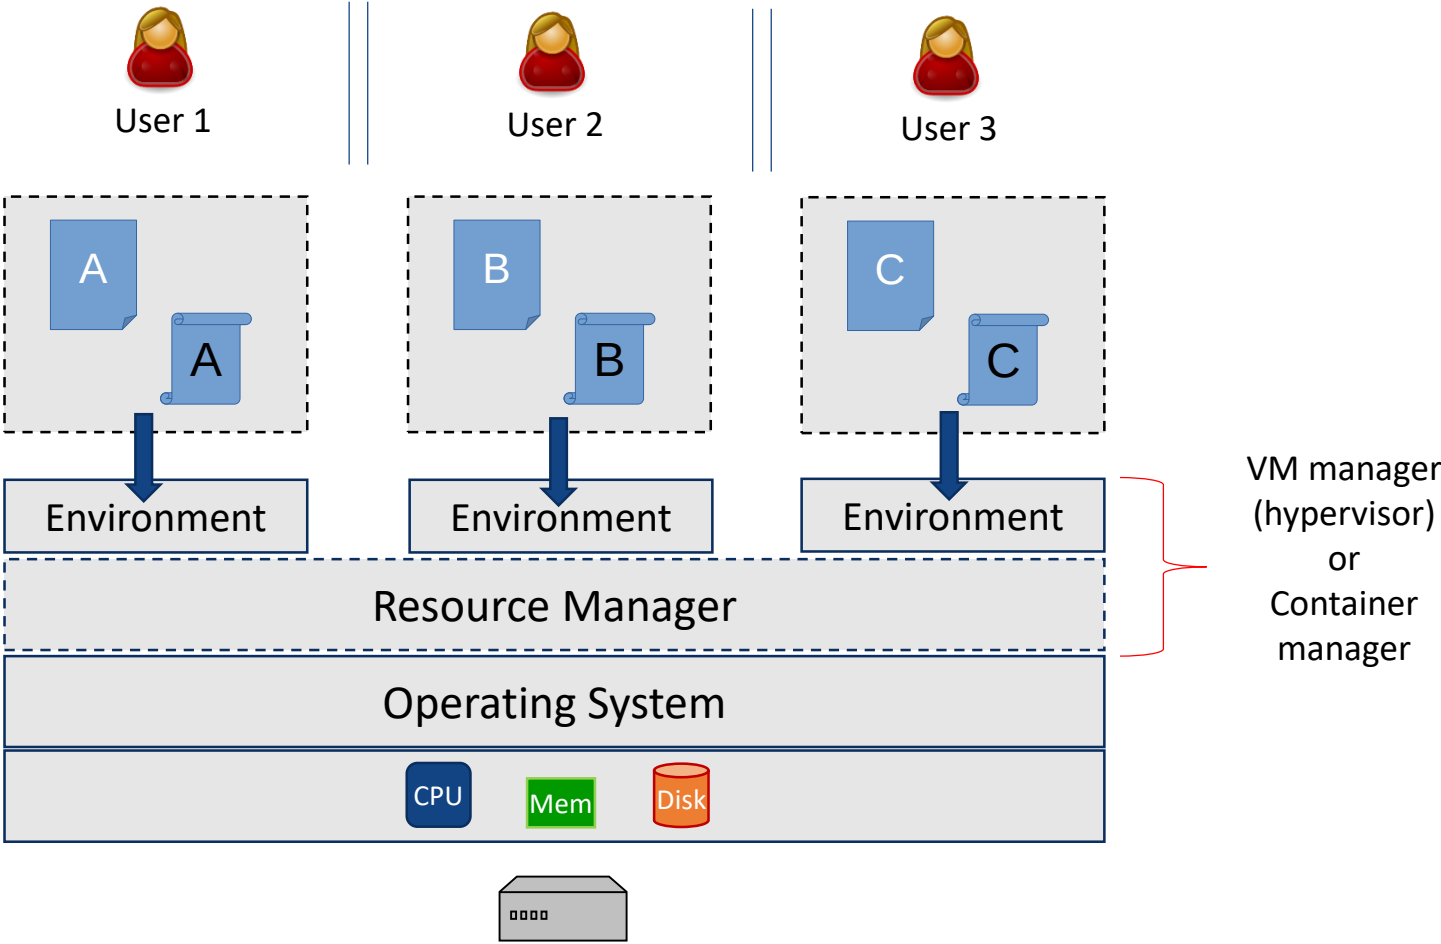 User 1
User 2
User 3
A
B
C
A
B
C
Environment
Environment
Environment
VM manager
(hypervisor)
or
Container
manager
Resource Manager
Operating System
CPU
Mem
Disk